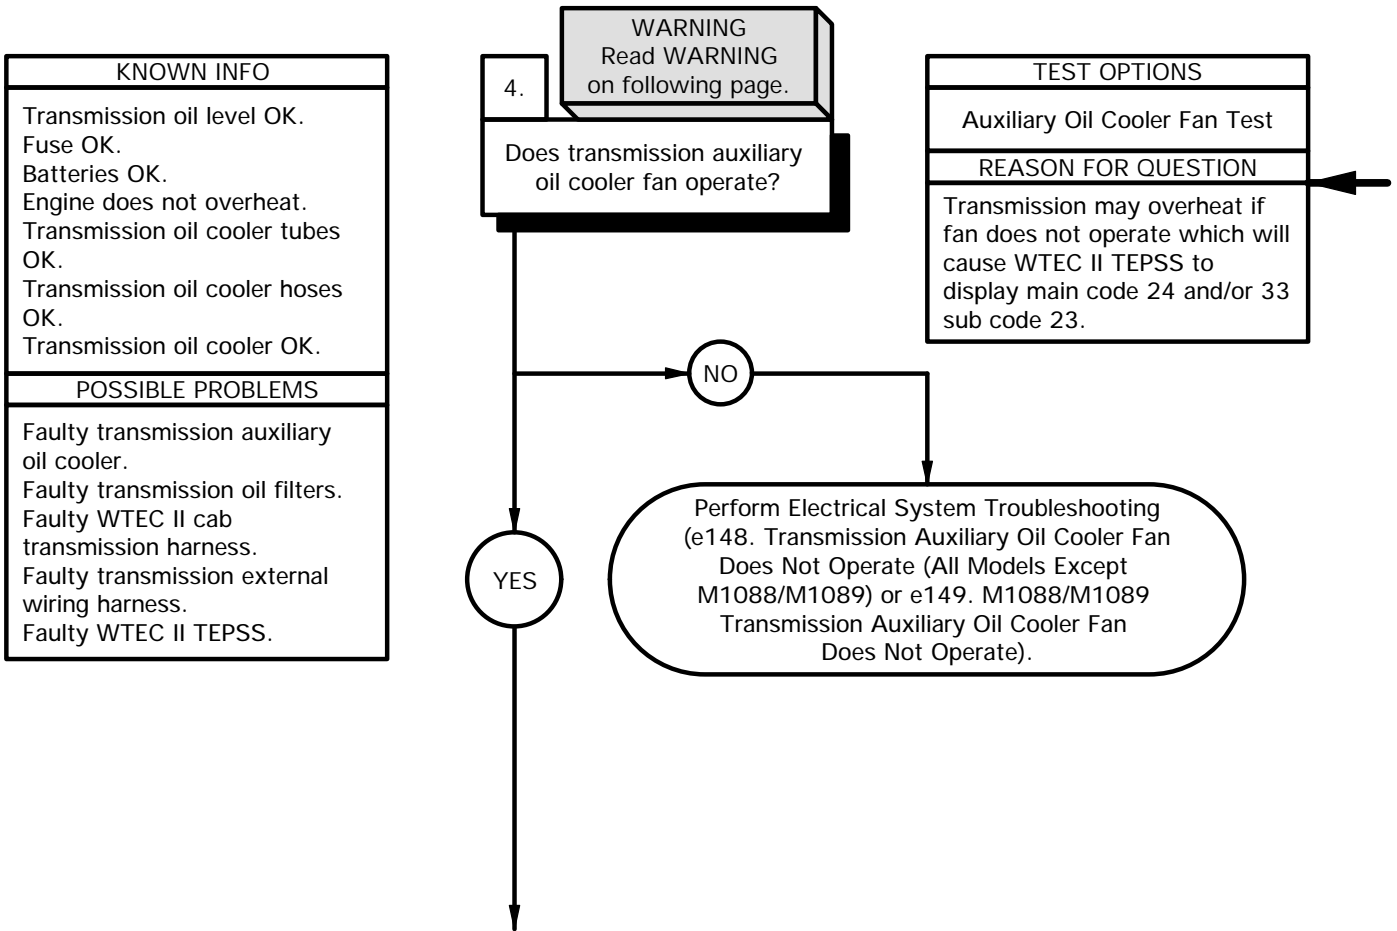 KNOWN INFO
Transmission oil level OK.
Fuse OK.
Batteries OK.
Engine does not overheat.
Transmission oil cooler tubes
OK.
Transmission oil cooler hoses
OK.
Transmission oil cooler OK.
POSSIBLE PROBLEMS
Faulty transmission auxiliary
oil cooler.
Faulty transmission oil filters.
Faulty WTEC II cab
transmission harness.
Faulty transmission external
wiring harness.
Faulty WTEC II TEPSS.
WARNING
Read WARNING
on following page.
4.
Does transmission auxiliary
oil cooler fan operate?
TEST OPTIONS
Auxiliary Oil Cooler Fan Test
REASON FOR QUESTION
Transmission may overheat if
fan does not operate which will
cause WTEC II TEPSS to
display main code 24 and/or 33
sub code 23.
NO
YES
Perform Electrical System Troubleshooting
(e148. Transmission Auxiliary Oil Cooler Fan
Does Not Operate (All Models Except
M1088/M1089) or e149. M1088/M1089
Transmission Auxiliary Oil Cooler Fan
Does Not Operate).